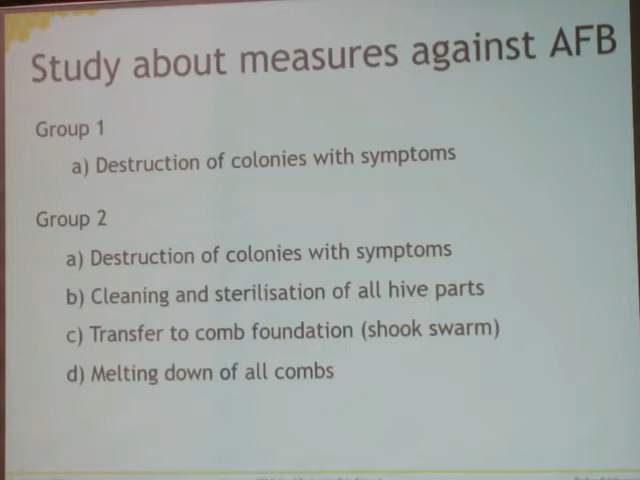 Study about measures against AFB
Group 1
a) Destruction of colonies with symptoms
Group 2
a) Destruction of colonies with symptoms
b) Cleaning and sterilisation of all hive parts
c) Transfer to comb foundation (shook swarm)
d) Melting down of all combs